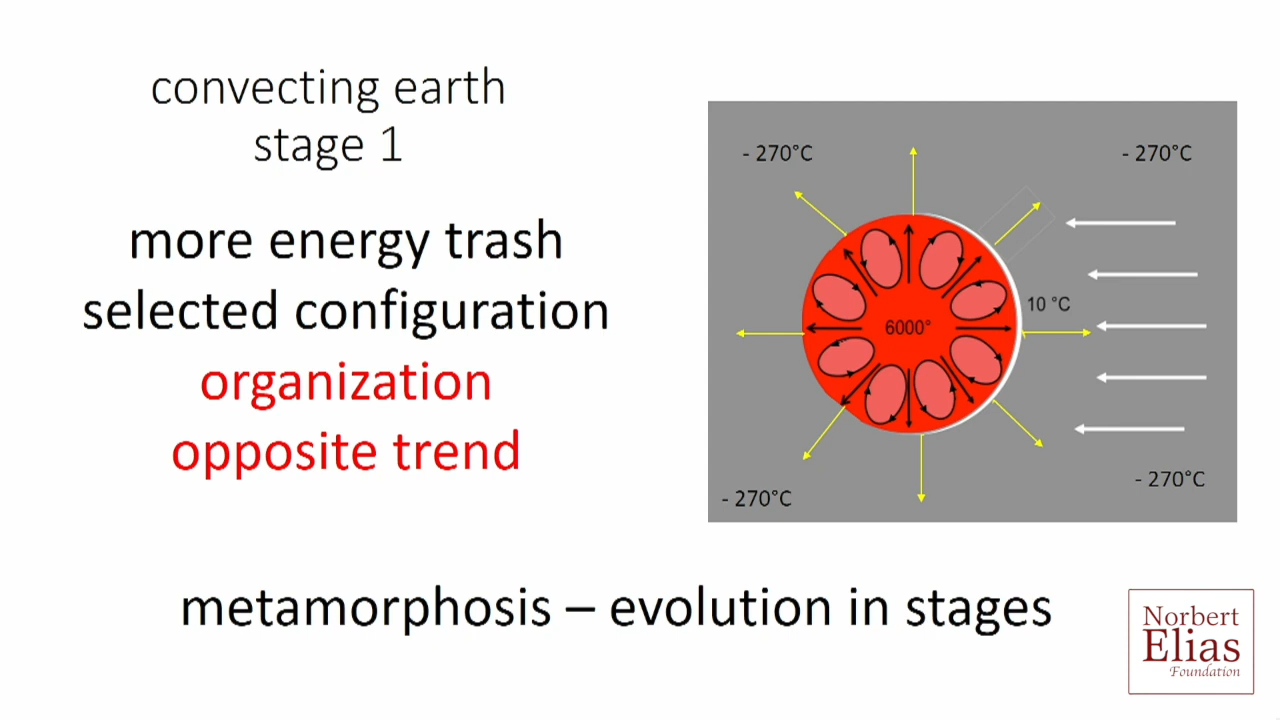 convecting earth
stage 1
more energy trash
selected configuration
organization
opposite trend
- 270°C
- 270°C
10 °C
6000°
- 270°C
- 270°C
metamorphosis – evolution in stages
Norbert
Elias
Foundation